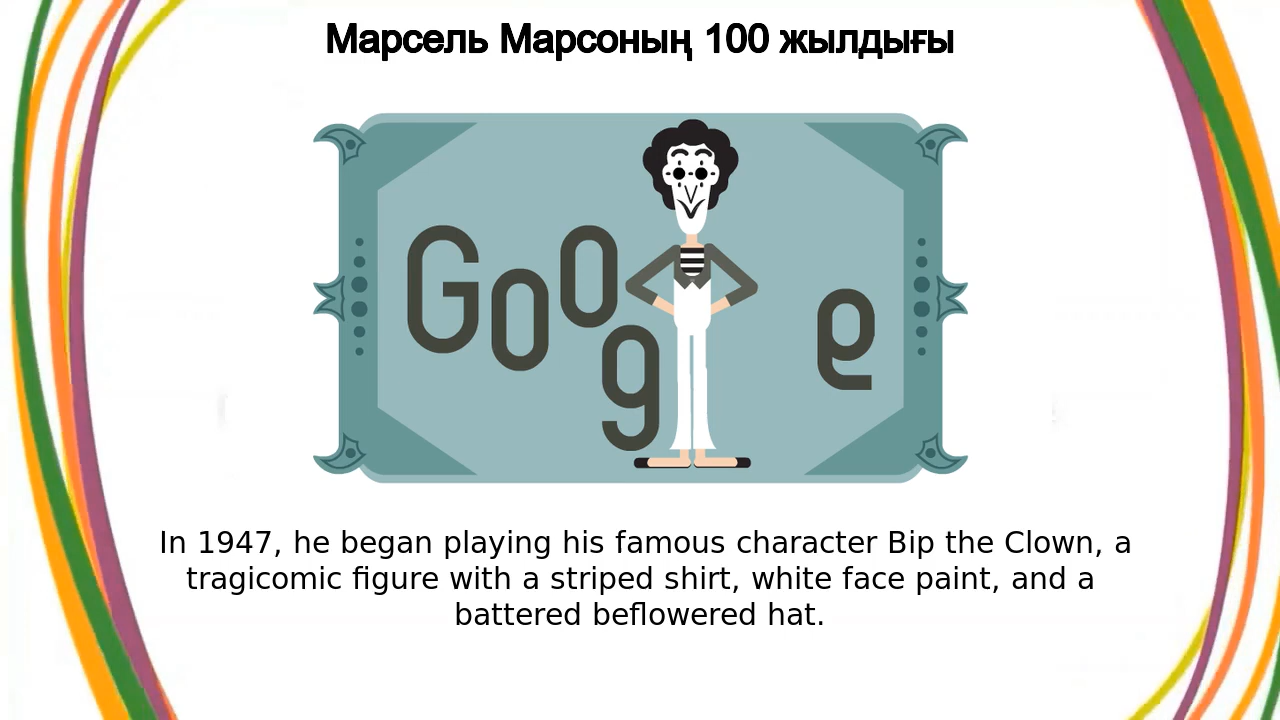 Марсель Марсоның 100 жылдығы
Goog e
In 1947, he began playing his famous character Bip the Clown, a
tragicomic figure with a striped shirt, white face paint, and a
battered beflowered hat.